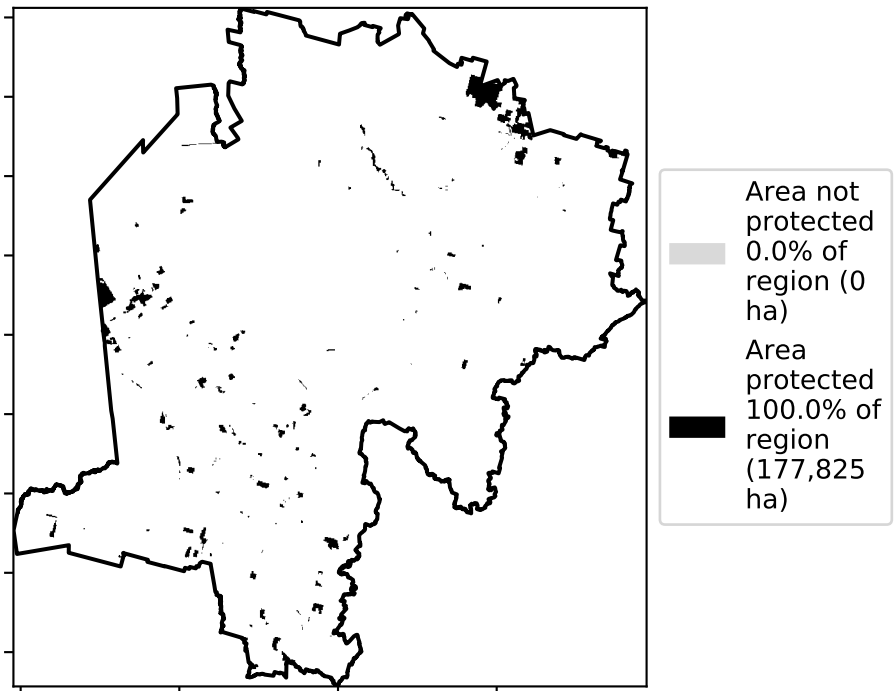 Area not
protected
0.0% of
region (0
ha)
Area
protected
100.0% of
region
(177,825
ha)